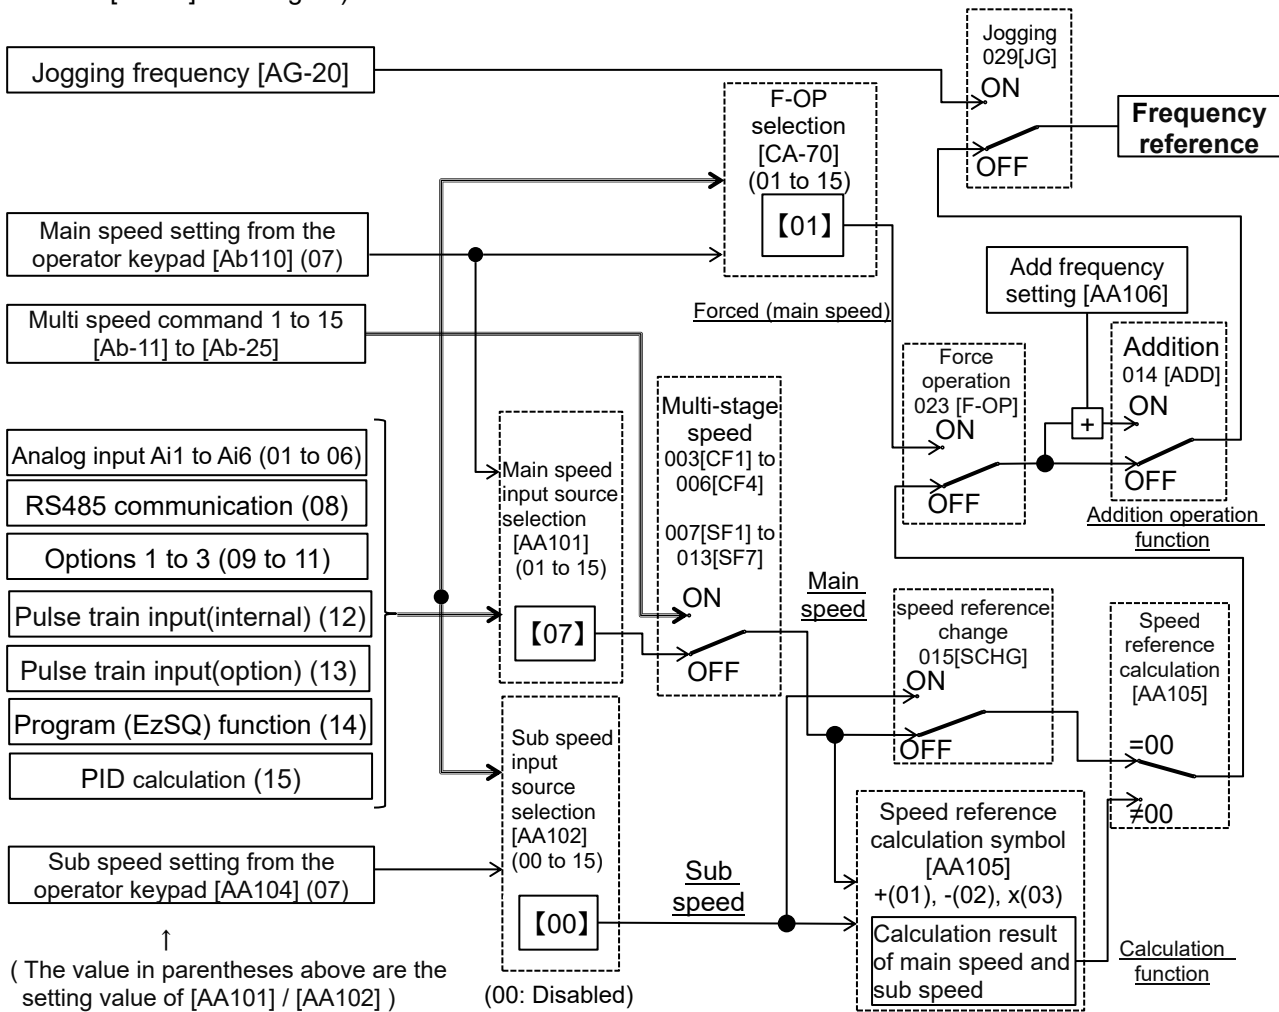 Jogging frequency [AG-20]
Jogging
029[JG]
ON
OFF
Frequency
reference
F-OP
selection
[CA-70]
(01 to 15)
【01】
Main speed setting from the
operator keypad [Ab110] (07)
Multi speed command 1 to 15
[Ab-11] to [Ab-25]
Forced (main speed)
Add frequency
setting [AA106]
Force
operation
023 [F-OP]
ON
OFF
+
Addition
014 [ADD]
ON
OFF
Addition operation
function
Analog input Ai1 to Ai6 (01 to 06)
RS485 communication (08)
Options 1 to 3 (09 to 11)
Pulse train input(internal) (12)
Pulse train input(option) (13)
Program (EzSQ) function (14)
PID calculation (15)
Main speed
input source
selection
[AA101]
(01 to 15)
【07】
Multi-stage
speed
003[CF1] to
006[CF4]
007[SF1] to
013[SF7]
ON
OFF
Main
speed
speed reference
change
015[SCHG]
ON
OFF
Speed
reference
calculation
[AA105]
=00
≠00
Sub speed setting from the
operator keypad [AA104] (07)
Sub speed
input
source
selection
[AA102]
(00 to 15)
【00】
(00: Disabled)
Sub
speed
Speed reference
calculation symbol
[AA105]
+(01), -(02), x(03)
Calculation result
of main speed and
sub speed
Calculation
function
↑
( The value in parentheses above are the
setting value of [AA101] / [AA102] )